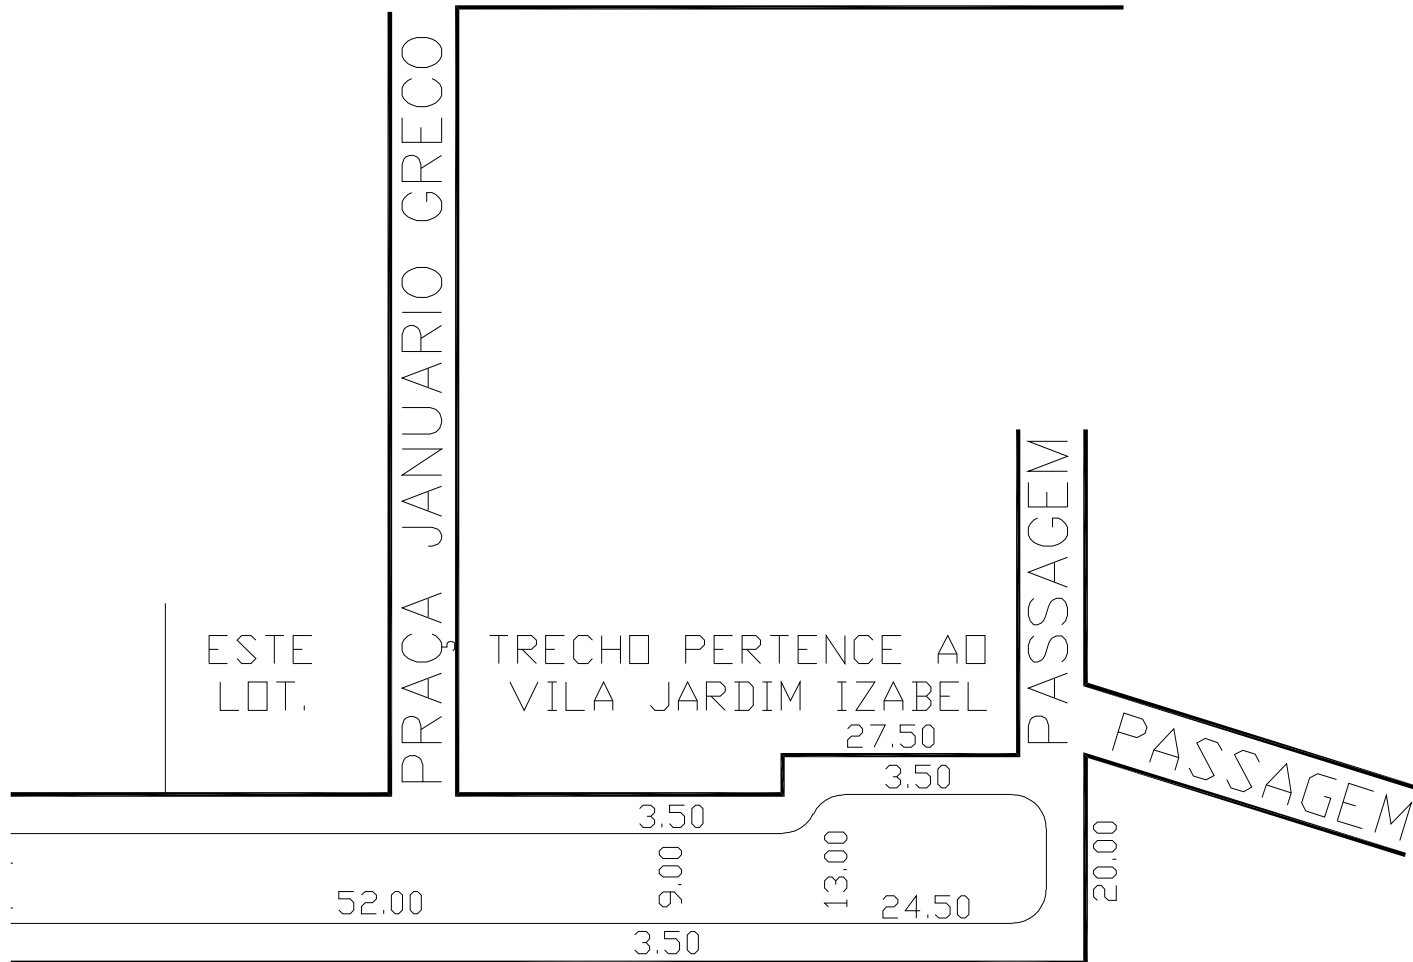 PRAÇA JANUARIO GRECO
PASSAGEM
ESTE
LOT.
TRECHO PERTENCE AO
VILA JARDIM IZABEL
27.50
3.50
PASSAGEM
3.50
9.00
13.00
20.00
52.00
24.50
3.50